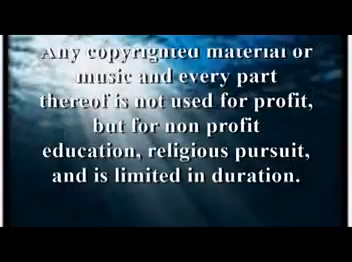 Any copyrighted material or
music and every part
thereof is not used for profit,
but for non profit
education, religious pursuit,
and is limited in duration.